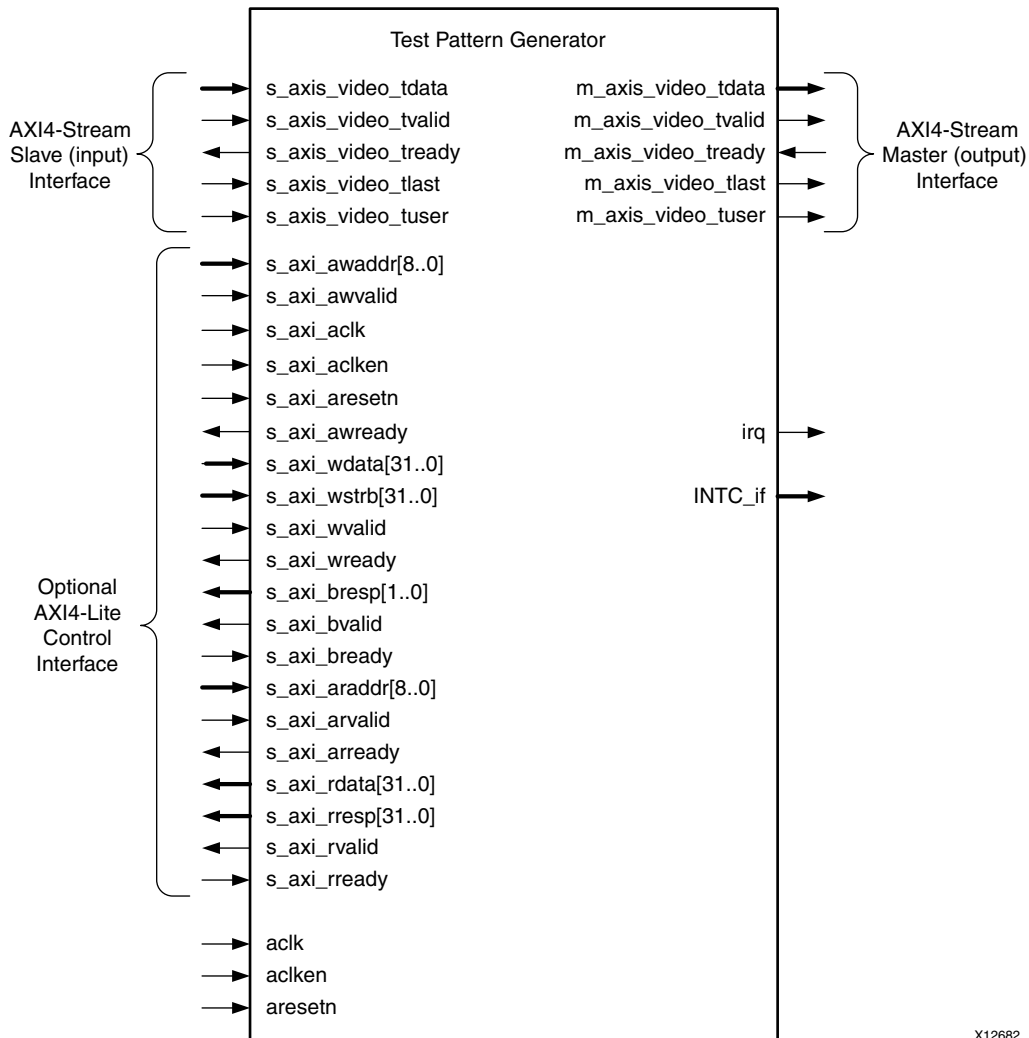 Test Pattern Generator
AXI4-Stream
Slave (input)
Interface
s_axis_video_tdata
s_axis_video_tvalid
s_axis_video_tready
s_axis_video_tlast
s_axis_video_tuser
m_axis_video_tdata
m_axis_video_tvalid
m_axis_video_tready
m_axis_video_tlast
m_axis_video_tuser
AXI4-Stream
Master (output)
Interface
Optional
AXI4-Lite
Control
Interface
s_axi_awaddr[8..0]
s_axi_awvalid
s_axi_aclk
s_axi_aclken
s_axi_aresetn
s_axi_awready
s_axi_wdata[31..0]
s_axi_wstrb[31..0]
s_axi_wvalid
s_axi_wready
s_axi_bresp[1..0]
s_axi_bvalid
s_axi_bready
s_axi_araddr[8..0]
s_axi_arvalid
s_axi_arready
s_axi_rdata[31..0]
s_axi_rresp[31..0]
s_axi_rvalid
s_axi_rready
irq
INTC_if
aclk
aclken
aresetn
X12682